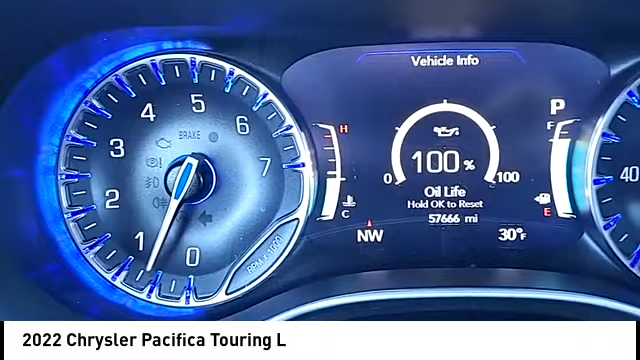 Vehicle Info
5
4
6
BRAKE
3
7
2
1
0
RPM x 1000
H
C
100 %
0
100
Oil Life
Hold OK to Reset
57666 mi
NW
30°F
P
F
E
40
2022 Chrysler Pacifica Touring L